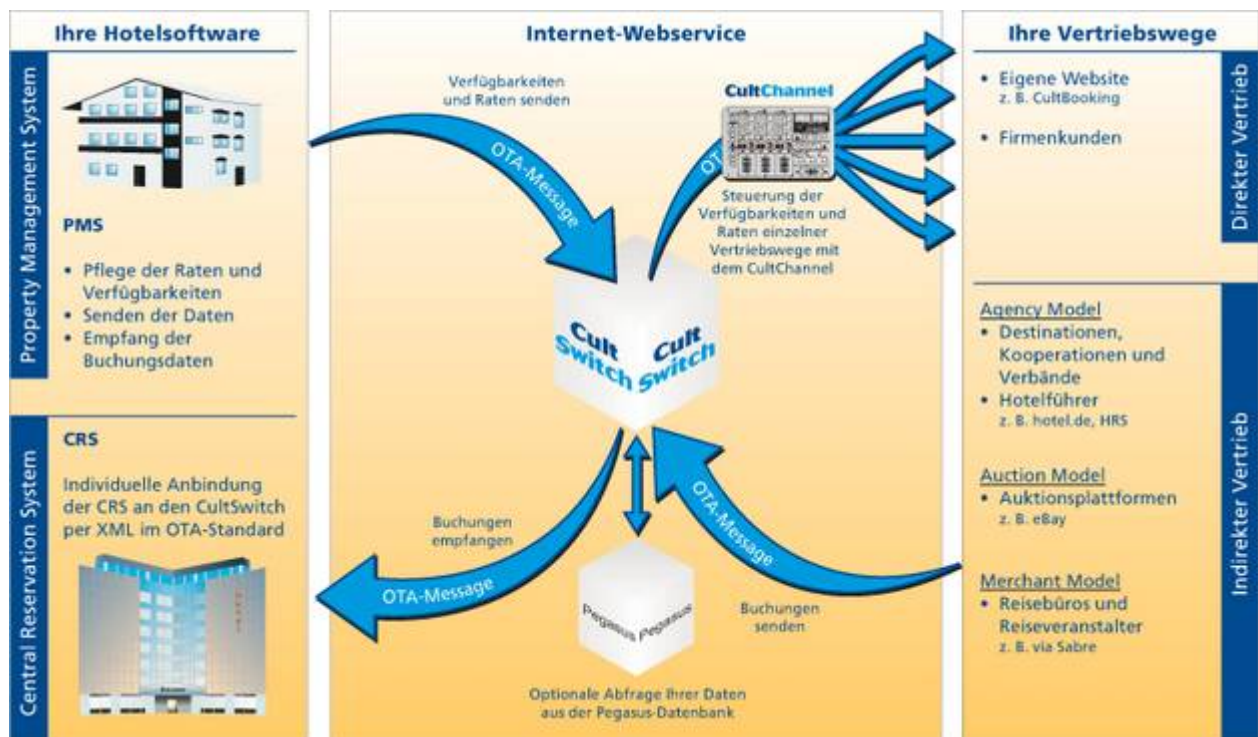 Ihre Hotelsoftware
Property Management System
PMS
• Pflege der Raten und
Verfügbarkeiten
• Senden der Daten
• Empfang der
Buchungsdaten
Central Reservation System
CRS
Individuelle Anbindung
der CRS an den CultSwitch
per XML im OTA-Standard
Internet-Webservice
Verfügbarkeiten
und Raten senden
OTA-Message
CultChannel
Steuerung der
Verfügbarkeiten und
Raten einzelner
Vertriebswege mit
dem CultChannel
Cult
Switch
Cult
Switch
Buchungen
empfangen
OTA-Message
OTA-Message
Buchungen
senden
Pegasus Pegasus
Optionale Abfrage Ihrer Daten
aus der Pegasus-Datenbank
Ihre Vertriebswege
Direkter Vertrieb
• Eigene Website
z. B. CultBooking
• Firmenkunden
Indirekter Vertrieb
Agency Model
• Destinationen,
Kooperationen und
Verbände
• Hotelführer
z. B. hotel.de, HRS
Auction Model
• Auktionsplattformen
z. B. eBay
Merchant Model
• Reisebüros und
Reiseveranstalter
z. B. via Sabre